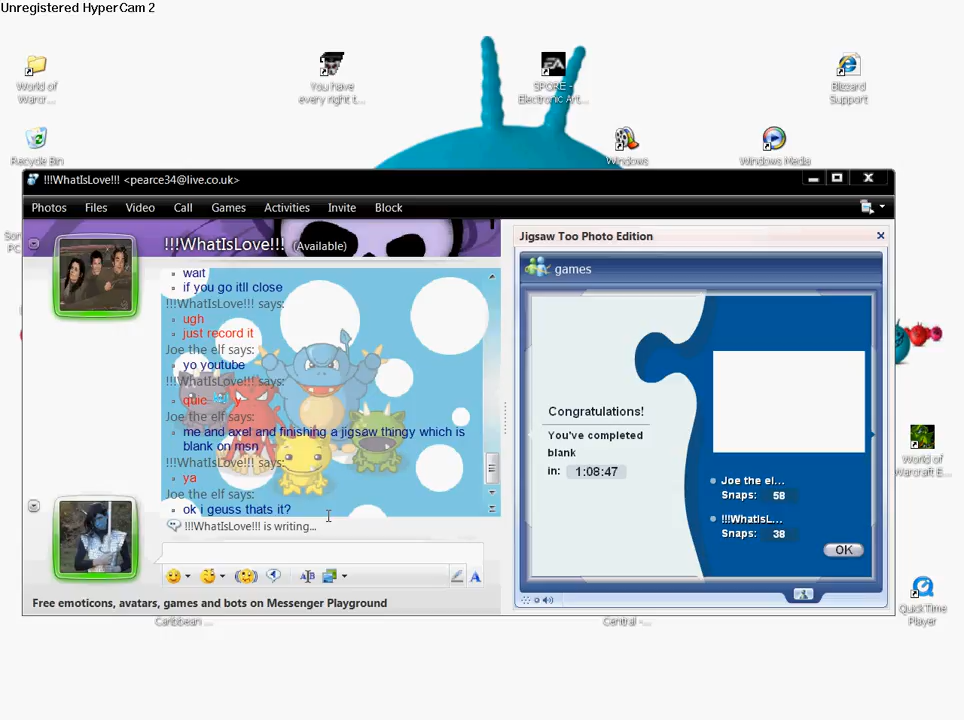 Unregistered HyperCam 2
World of
Warcr...
You have
every right t...
SPORE -
Electronic Art...
Blizzard
Support
Recycle Bin
Windows
Windows Media
!!!WhatIsLove!!! <pearce34@live.co.uk>
Photos Files Video Call Games Activities Invite Block
!!!WhatIsLove!!! (Available)
wait
if you go itll close
!!!WhatIsLove!!! says:
ugh
just record it
Joe the elf says:
yo youtube
!!!WhatIsLove!!! says:
Joe the elf says:
me and axel and finishing a jigsaw thingy which is
blank on msn
!!!WhatIsLove!!! says:
ya
Joe the elf says:
ok i geuss thats it?
!!!WhatIsLove!!! is writing...
Free emoticons, avatars, games and bots on Messenger Playground
Jigsaw Too Photo Edition
games
Congratulations!
You've completed
blank
in: 1:08:47
Joe the el...
Snaps: 58
!!!WhatIsL...
Snaps: 38
OK
World of
Warcraft E...
QuickTime
Player
Caribbean ...
Central -...